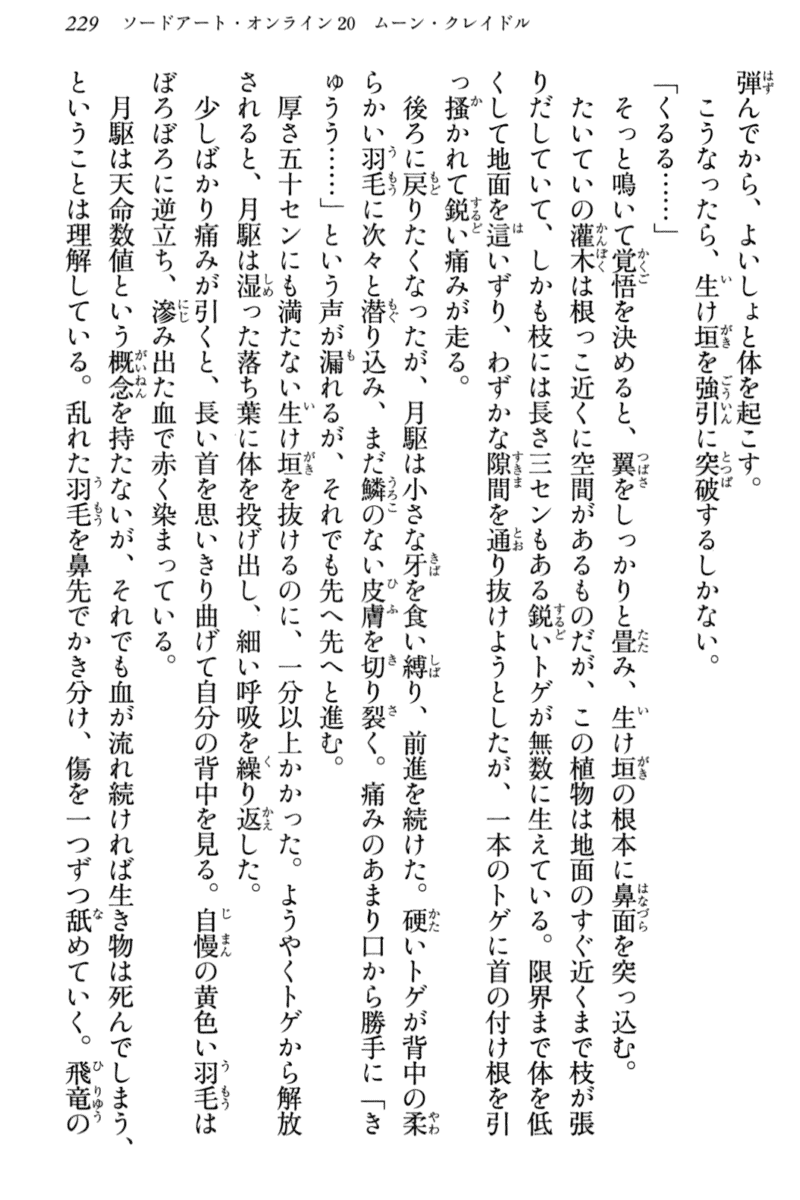 229　ソードアート・オンライン20　ムーン・クレイドル
弾んでから、よいしょと体を起こす。
　こうなったら、生け垣を強引に突破するしかない。
「くるる……」
　そっと鳴いて覚悟を決めると、翼をしっかりと畳み、生け垣の根本に鼻面を突っ込む。
　たいていの灌木は根っこ近くに空間があるものだが、この植物は地面のすぐ近くまで枝が張
りだしていて、しかも枝には長さ三センもある鋭いトゲが無数に生えている。限界まで体を低
くして地面を這いずり、わずかな隙間を通り抜けようとしたが、一本のトゲに首の付け根を引
っ掻かれて鋭い痛みが走る。
　後ろに戻りたくなったが、月駆は小さな牙を食い縛り、前進を続けた。硬いトゲが背中の柔
らかい羽毛に次々と潜り込み、まだ鱗のない皮膚を切り裂く。痛みのあまり口から勝手に「き
ゅうう……」という声が漏れるが、それでも先へ先へと進む。
　厚さ五十センにも満たない生け垣を抜けるのに、一分以上かかった。ようやくトゲから解放
されると、月駆は湿った落ち葉に体を投げ出し、細い呼吸を繰り返した。
　少しばかり痛みが引くと、長い首を思いきり曲げて自分の背中を見る。自慢の黄色い羽毛は
ぼろぼろに逆立ち、滲み出た血で赤く染まっている。
　月駆は天命数値という概念を持たないが、それでも血が流れ続ければ生き物は死んでしまう、
ということは理解している。乱れた羽毛を鼻先でかき分け、傷を一つずつ舐めていく。飛竜の